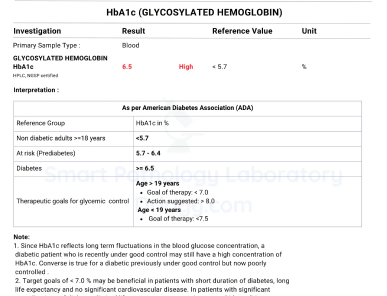 HbA1c (GLYCOSYLATED HEMOGLOBIN)
Investigation Result Reference Value Unit
Primary Sample Type : Blood
GLYCOSYLATED HEMOGLOBIN
HbA1c 6.5 High < 5.7 %
HPLC, NGSP certified
Interpretation :
As per American Diabetes Association (ADA)
Reference Group HbA1c in %
Non diabetic adults >=18 years <5.7
At risk (Prediabetes) 5.7 - 6.4
Diabetes >= 6.5
Smart Pathology Laboratory
Therapeutic goals for glycemic control
Age > 19 years
• Goal of therapy: < 7.0
• Action suggested: > 8.0
Age < 19 years
• Goal of therapy: <7.5
.com
Note:
1. Since HbA1c reflects long term fluctuations in the blood glucose concentration, a
diabetic patient who is recently under good control may still have a high concentration of
HbA1c. Converse is true for a diabetic previously under good control but now poorly
controlled .
2. Target goals of < 7.0 % may be beneficial in patients with short duration of diabetes, long
life expectancy and no significant cardiovascular disease. In patients with significant